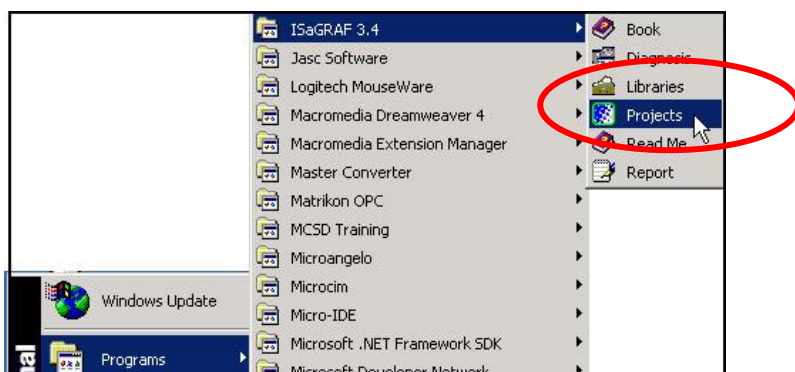 ISaGRAF 3.4
Jasc Software
Logitech MouseWare
Macromedia Dreamweaver 4
Macromedia Extension Manager
Master Converter
Matrikon OPC
MCSD Training
Microangelo
Microcim
Micro-IDE
Microsoft .NET Framework SDK
Microsoft Developer Network
Book
Diagnosis
Libraries
Projects
Read Me
Report
Windows Update
Programs
nal